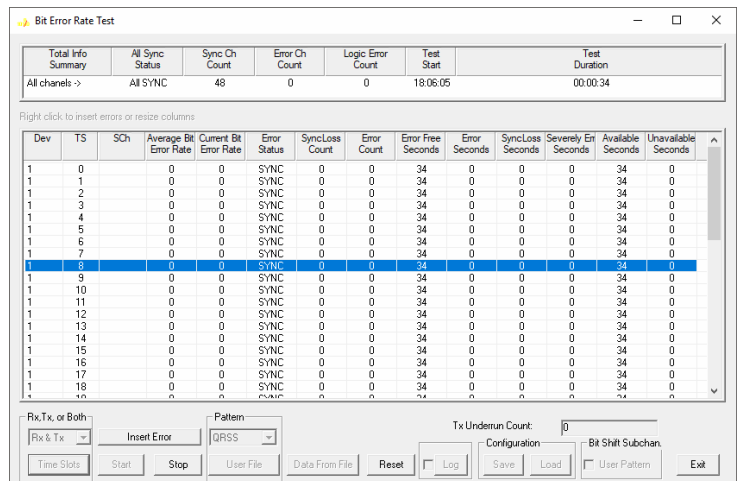 Bit Error Rate Test
Total Info Summary All Sync Status Sync Ch Count Error Ch Count Logic Error Count Test Start Test Duration
All chanels -> All SYNC 48 0 0 18:06:05 00:00:34
Right click to insert errors or resize columns
Dev TS SCh Average Bit Error Rate Current Bit Error Rate Error Status SyncLoss Count Error Count Error Free Seconds Error Seconds SyncLoss Seconds Severely Err Seconds Available Seconds Unavailable Seconds
1 0 0 0 SYNC 0 0 34 0 0 0 34 0
1 1 0 0 SYNC 0 0 34 0 0 0 34 0
1 2 0 0 SYNC 0 0 34 0 0 0 34 0
1 3 0 0 SYNC 0 0 34 0 0 0 34 0
1 4 0 0 SYNC 0 0 34 0 0 0 34 0
1 5 0 0 SYNC 0 0 34 0 0 0 34 0
1 6 0 0 SYNC 0 0 34 0 0 0 34 0
1 7 0 0 SYNC 0 0 34 0 0 0 34 0
1 8 0 0 SYNC 0 0 34 0 0 0 34 0
1 9 0 0 SYNC 0 0 34 0 0 0 34 0
1 10 0 0 SYNC 0 0 34 0 0 0 34 0
1 11 0 0 SYNC 0 0 34 0 0 0 34 0
1 12 0 0 SYNC 0 0 34 0 0 0 34 0
1 13 0 0 SYNC 0 0 34 0 0 0 34 0
1 14 0 0 SYNC 0 0 34 0 0 0 34 0
1 15 0 0 SYNC 0 0 34 0 0 0 34 0
1 16 0 0 SYNC 0 0 34 0 0 0 34 0
1 17 0 0 SYNC 0 0 34 0 0 0 34 0
1 18 0 0 SYNC 0 0 34 0 0 0 34 0
Rx,Tx, or Both Pattern Tx Underrun Count: 0
Rx & Tx Insert Error QRSS Configuration Bit Shift Subchan.
Time Slots Start Stop User File Data From File Reset Log Save Load User Pattern Exit